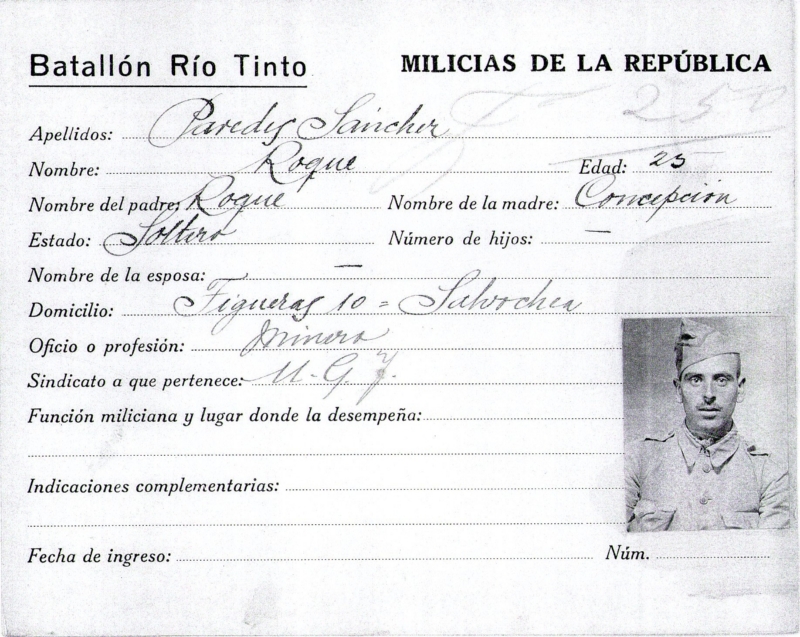 Batallón Río Tinto MILICIAS DE LA REPÚBLICA
Apellidos: Paredes Sánchez 250
Nombre: Roque Edad: 25
Nombre del padre: Roque Nombre de la madre: Concepción
Estado: Soltero Número de hijos: —
Nombre de la esposa: —
Domicilio: Figueras 10 = Salvochea
Oficio o profesión: Minero
Sindicato a que pertenece: U. G. T.
Función miliciana y lugar donde la desempeña:
Indicaciones complementarias:
Fecha de ingreso: Núm.